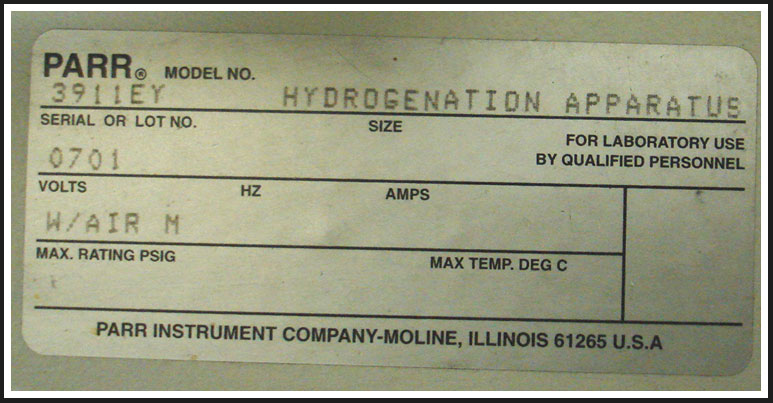 PARR® MODEL NO.
3911EY HYDROGENATION APPARATUS
SERIAL OR LOT NO. SIZE
FOR LABORATORY USE
BY QUALIFIED PERSONNEL
0701
VOLTS HZ AMPS
W/AIR M
MAX. RATING PSIG MAX TEMP. DEG C
PARR INSTRUMENT COMPANY-MOLINE, ILLINOIS 61265 U.S.A